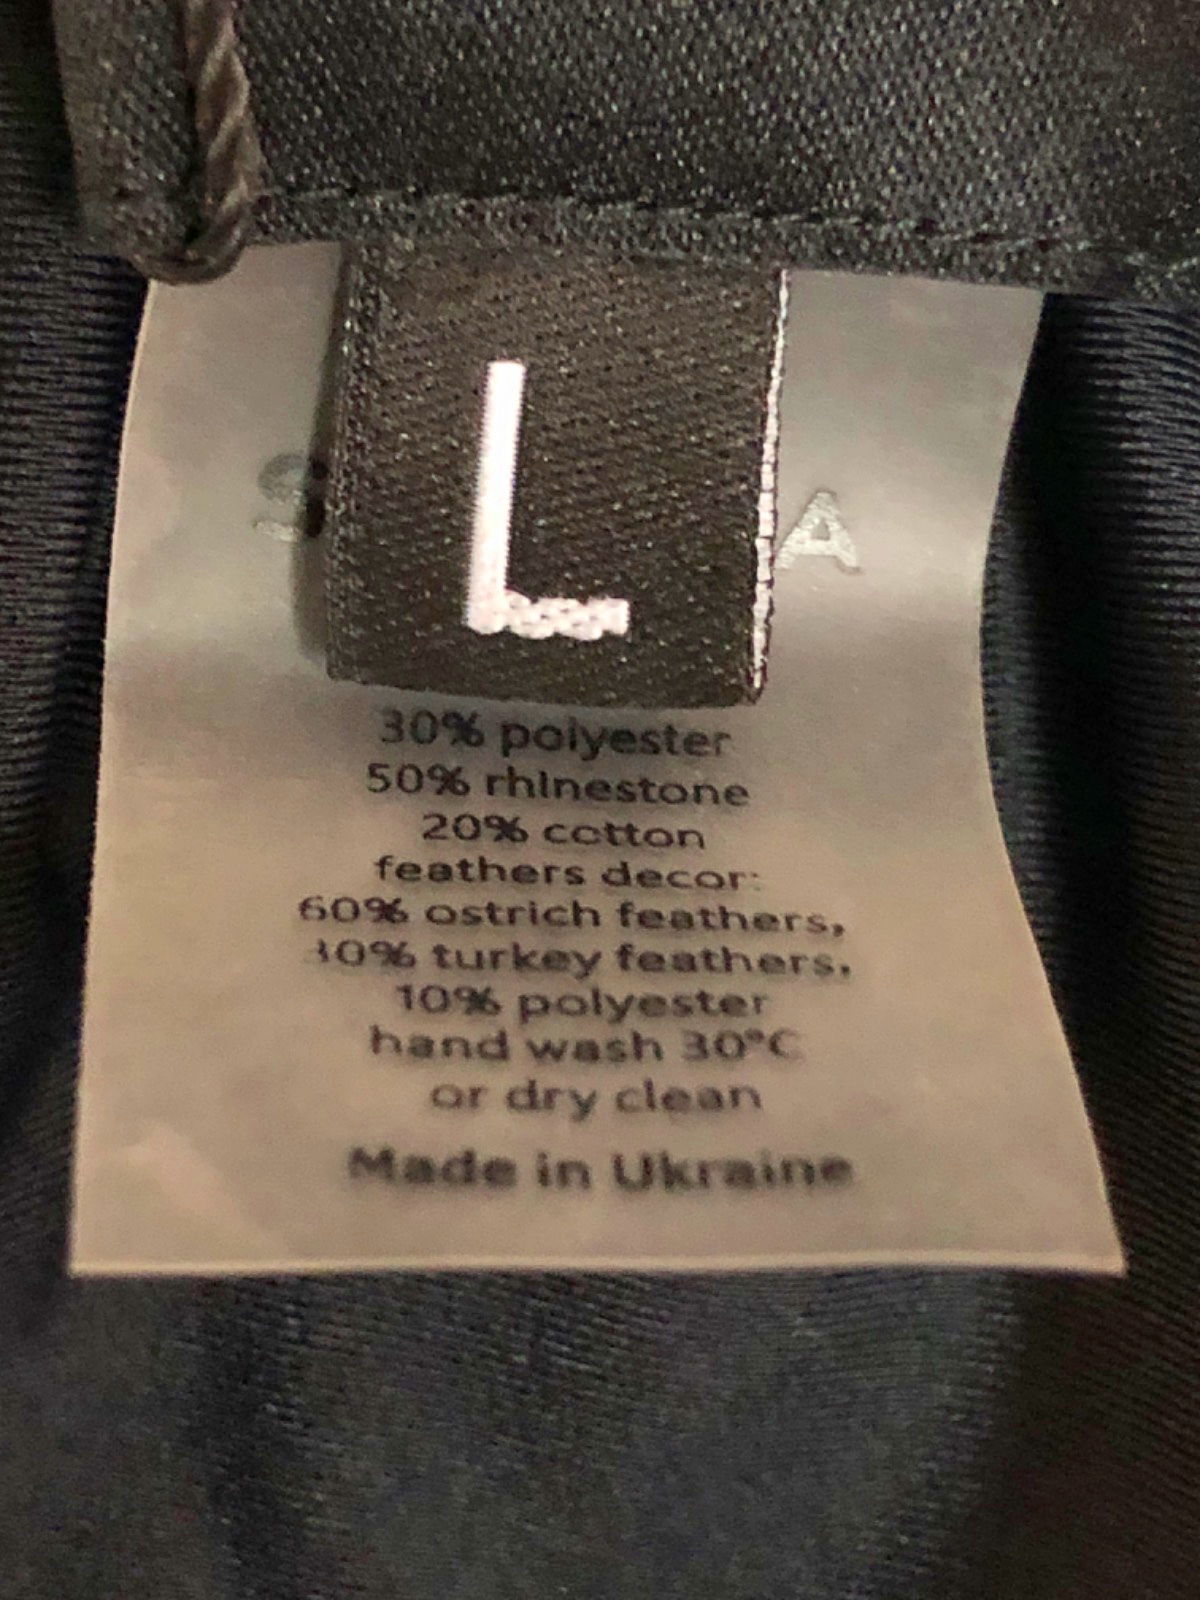 L
S A
30% polyester
50% rhinestone
20% cotton
feathers decor:
60% ostrich feathers,
30% turkey feathers,
10% polyester
hand wash 30°C
or dry clean
Made in Ukraine